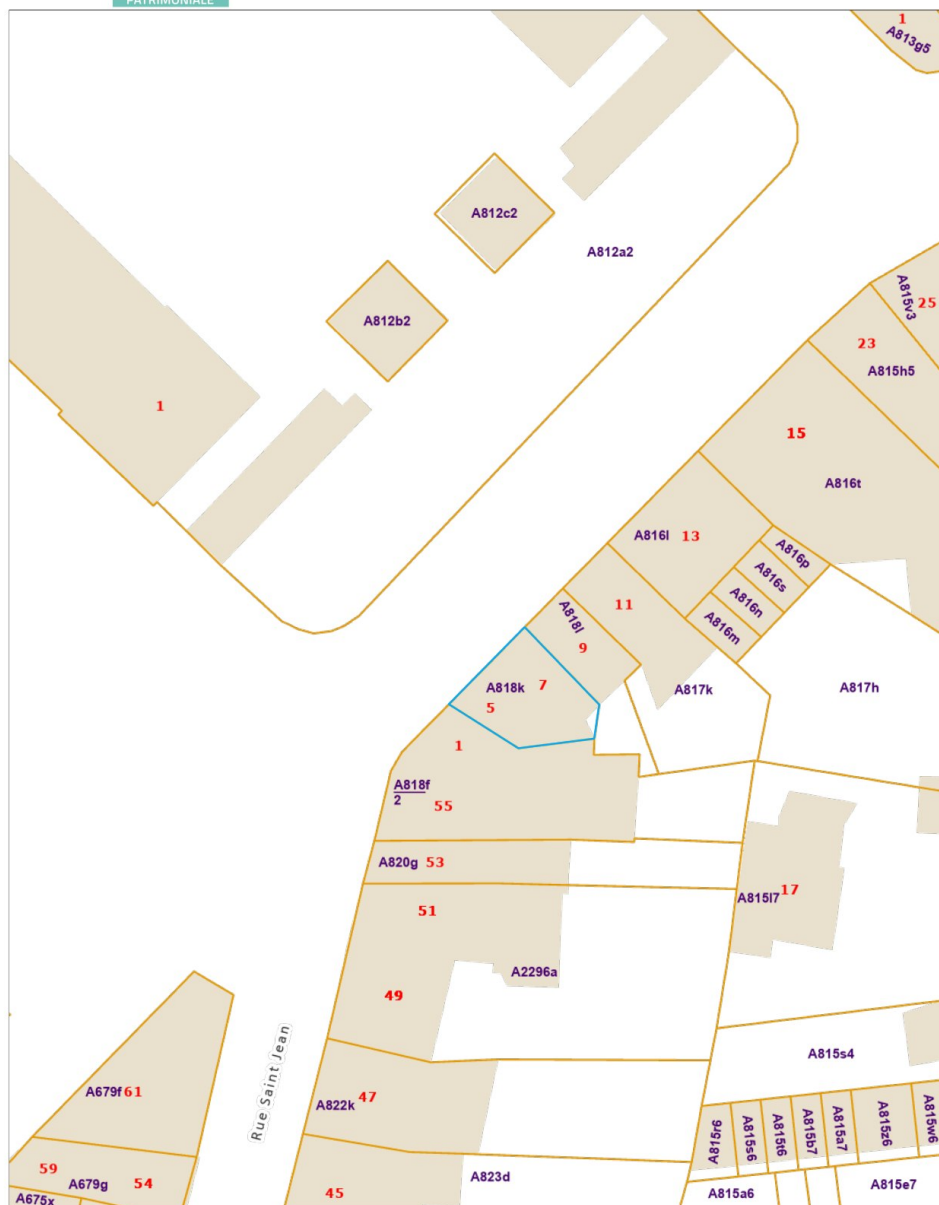 PATRIMONIALE
1
A813g5
A812c2
A812a2
A815v3
25
A812b2
23
A815h5
1
15
A816t
A816l 13
A816p
A816s
A816n
A816m
11
A818l
9
A818k 7
5
A817k
A817h
1
A818f
2
55
A820g 53
51
A815l7 17
A2296a
49
Rue Saint Jean
A815s4
A679f 61
A822k 47
A815r6
A815s6
A815t6
A815b7
A815a7
A815z6
A815w6
59
A679g 54
A675x
45
A823d
A815a6
A815e7